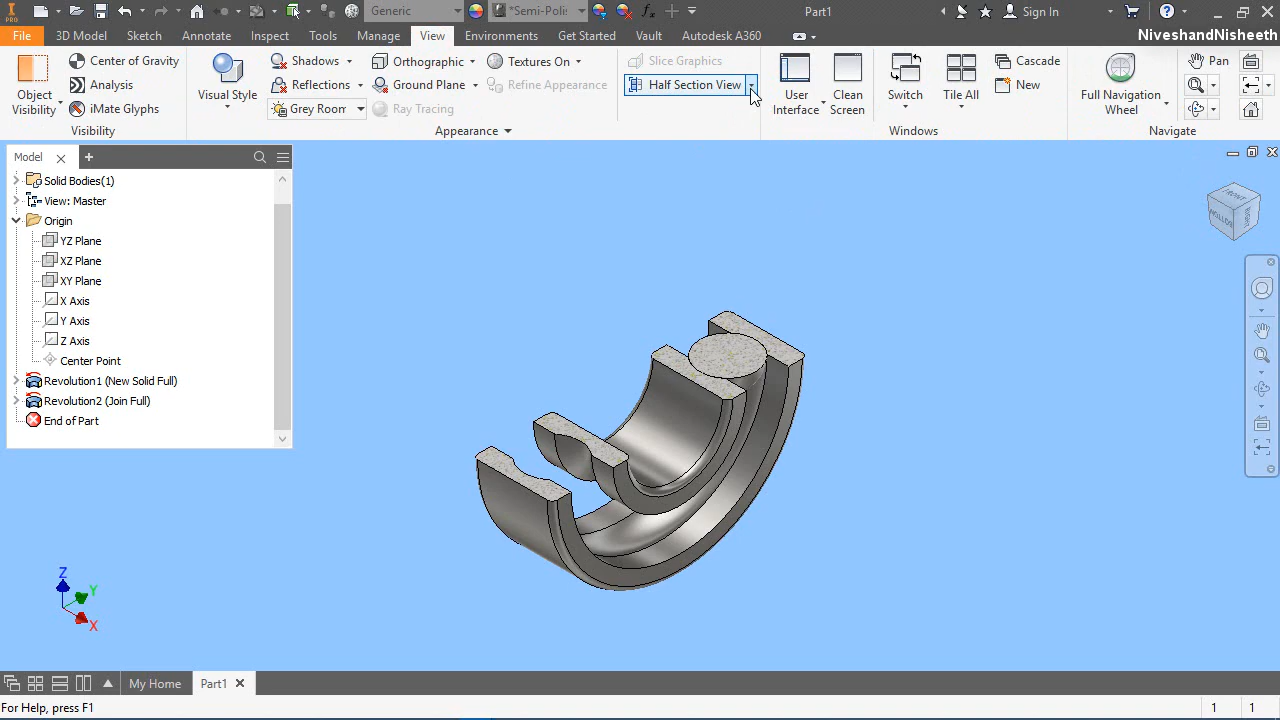 PRO
Generic
*Semi-Polis
Part1
Sign In
File
3D Model
Sketch
Annotate
Inspect
Tools
Manage
View
Environments
Get Started
Vault
Autodesk A360
NiveshandNisheeth
Object
Visibility
Center of Gravity
Analysis
iMate Glyphs
Visibility
Visual Style
Shadows
Reflections
Grey Room
Orthographic
Ground Plane
Ray Tracing
Textures On
Refine Appearance
Appearance
Slice Graphics
Half Section View
User
Interface
Clean
Screen
Switch
Tile All
Cascade
New
Windows
Full Navigation
Wheel
Pan
Navigate
Model
Solid Bodies(1)
View: Master
Origin
YZ Plane
XZ Plane
XY Plane
X Axis
Y Axis
Z Axis
Center Point
Revolution1 (New Solid Full)
Revolution2 (Join Full)
End of Part
FRONT
BOTTOM
Z
Y
X
My Home
Part1
For Help, press F1
1
1